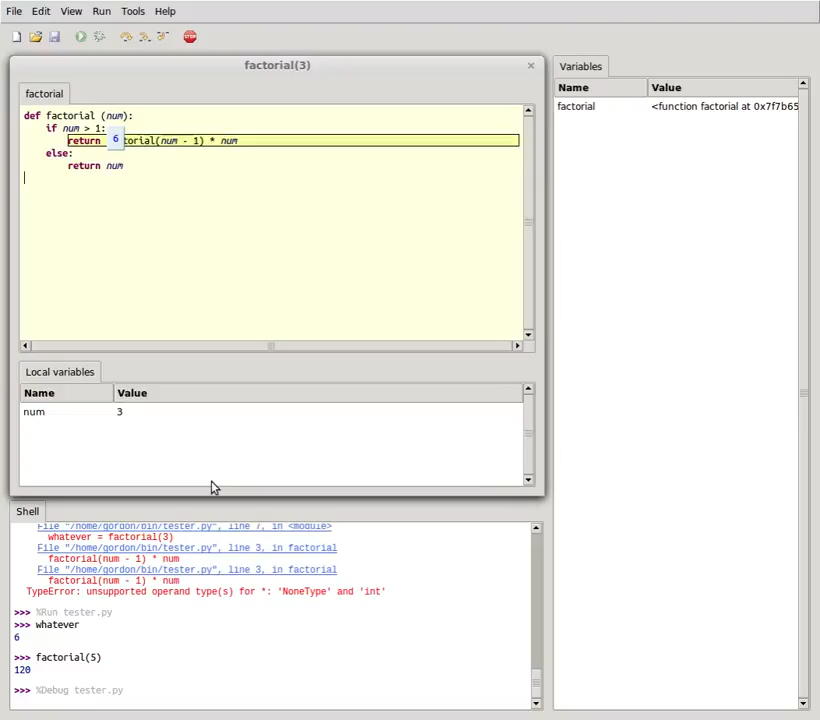 File Edit View Run Tools Help
STOP
factorial(3)
factorial
def factorial (num):
if num > 1:
return 6 torial(num - 1) * num
else:
return num
Local variables
Name Value
num 3
Variables
Name Value
factorial <function factorial at 0x7f7b65
Shell
File "/home/gordon/bin/tester.py", line 7, in <module>
whatever = factorial(3)
File "/home/gordon/bin/tester.py", line 3, in factorial
factorial(num - 1) * num
File "/home/gordon/bin/tester.py", line 3, in factorial
factorial(num - 1) * num
TypeError: unsupported operand type(s) for *: 'NoneType' and 'int'
>>> %Run tester.py
>>> whatever
6
>>> factorial(5)
120
>>> %Debug tester.py